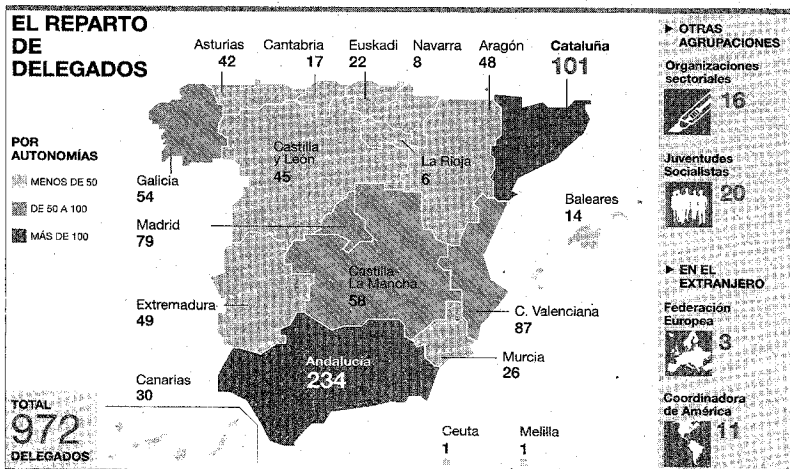 EL REPARTO
DE
DELEGADOS
POR
AUTONOMÍAS
MENOS DE 50
DE 50 A 100
MÁS DE 100
Asturias
42
Cantabria
17
Euskadi
22
Navarra
8
Aragón
48
Cataluña
101
Galicia
54
Castilla
y León
45
La Rioja
6
Madrid
79
Baleares
14
Castilla-
La Mancha
58
Extremadura
49
C. Valenciana
87
Andalucía
234
Murcia
26
Canarias
30
Ceuta
1
Melilla
1
TOTAL
972
DELEGADOS
OTRAS
AGRUPACIONES
Organizaciones
sectoriales
16
Juventudes
Socialistas
20
EN EL
EXTRANJERO
Federación
Europea
3
Coordinadora
de América
11